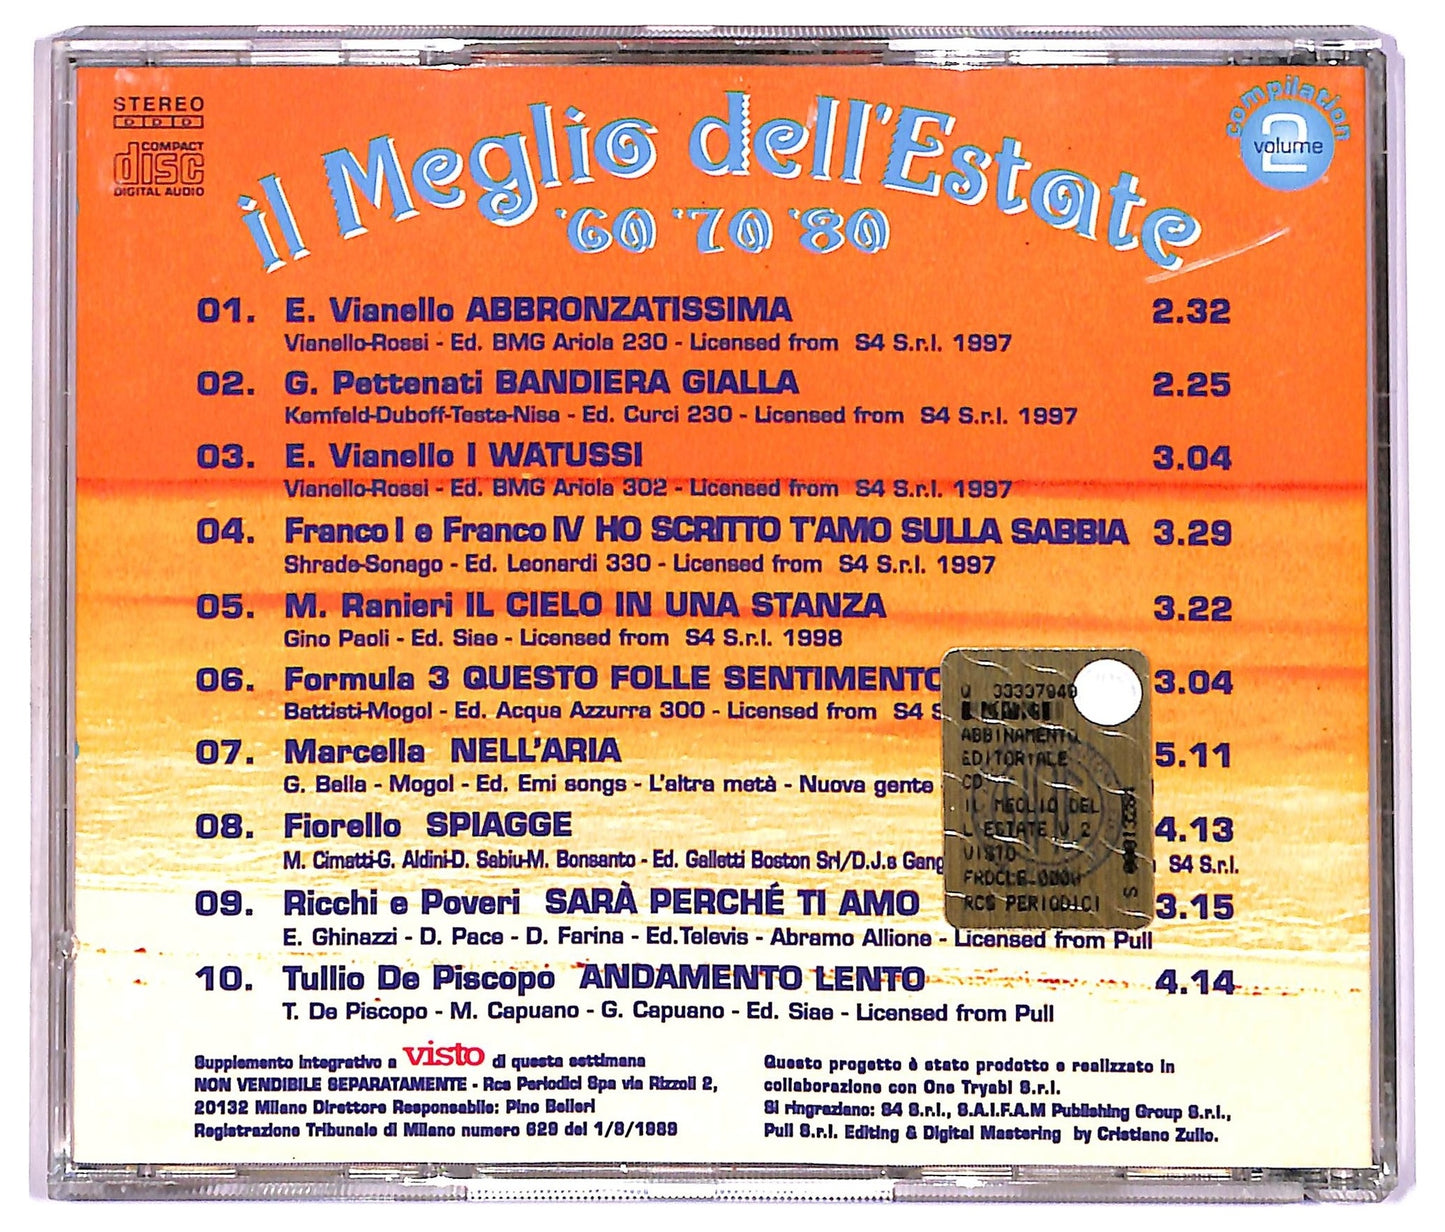 STEREO
DDD
COMPACT
disc
DIGITAL AUDIO
il Meglio dell'Estate
'60 '70 '80
compilation
2
volume
01. E. Vianello ABBRONZATISSIMA 2.32
Vianello-Rossi - Ed. BMG Ariola 230 - Licensed from S4 S.r.l. 1997
02. G. Pettenati BANDIERA GIALLA 2.25
Kemfeld-Duboff-Testa-Nisa - Ed. Curci 230 - Licensed from S4 S.r.l. 1997
03. E. Vianello I WATUSSI 3.04
Vianello-Rossi - Ed. BMG Ariola 302 - Licensed from S4 S.r.l. 1997
04. Franco I e Franco IV HO SCRITTO T'AMO SULLA SABBIA 3.29
Shrade-Sonago - Ed. Leonardi 330 - Licensed from S4 S.r.l. 1997
05. M. Ranieri IL CIELO IN UNA STANZA 3.22
Gino Paoli - Ed. Siae - Licensed from S4 S.r.l. 1998
06. Formula 3 QUESTO FOLLE SENTIMENTO 3.04
Battisti-Mogol - Ed. Acqua Azzurra 300 - Licensed from S4 S
07. Marcella NELL'ARIA 5.11
G. Bella - Mogol - Ed. Emi songs - L'altra metà - Nuova gente
08. Fiorello SPIAGGE 4.13
M. Cimatti-G. Aldini-D. Sabiu-M. Bonsanto - Ed. Galletti Boston Srl/D.J.s Gang S4 S.r.l.
09. Ricchi e Poveri SARÀ PERCHÉ TI AMO 3.15
E. Ghinazzi - D. Pace - D. Farina - Ed.Televis - Abramo Allione - Licensed from Pull
10. Tullio De Piscopo ANDAMENTO LENTO 4.14
T. De Piscopo - M. Capuano - G. Capuano - Ed. Siae - Licensed from Pull
ABBINAMENTO
EDITORIALE
CD
IL MEGLIO DEL
L'ESTATE V.2
VISTO
RCS PERIODICI
Supplemento integrativo a visto di questa settimana
NON VENDIBILE SEPARATAMENTE - Rcs Periodici Spa via Rizzoli 2,
20132 Milano Direttore Responsabile: Pino Belleri
Registrazione Tribunale di Milano numero 629 del 1/8/1989
Questo progetto è stato prodotto e realizzato in
collaborazione con One Tryabl S.r.l.
Si ringraziano: S4 S.r.l., S.A.I.F.A.M Publishing Group S.r.l.,
Pull S.r.l. Editing & Digital Mastering by Cristiano Zullo.